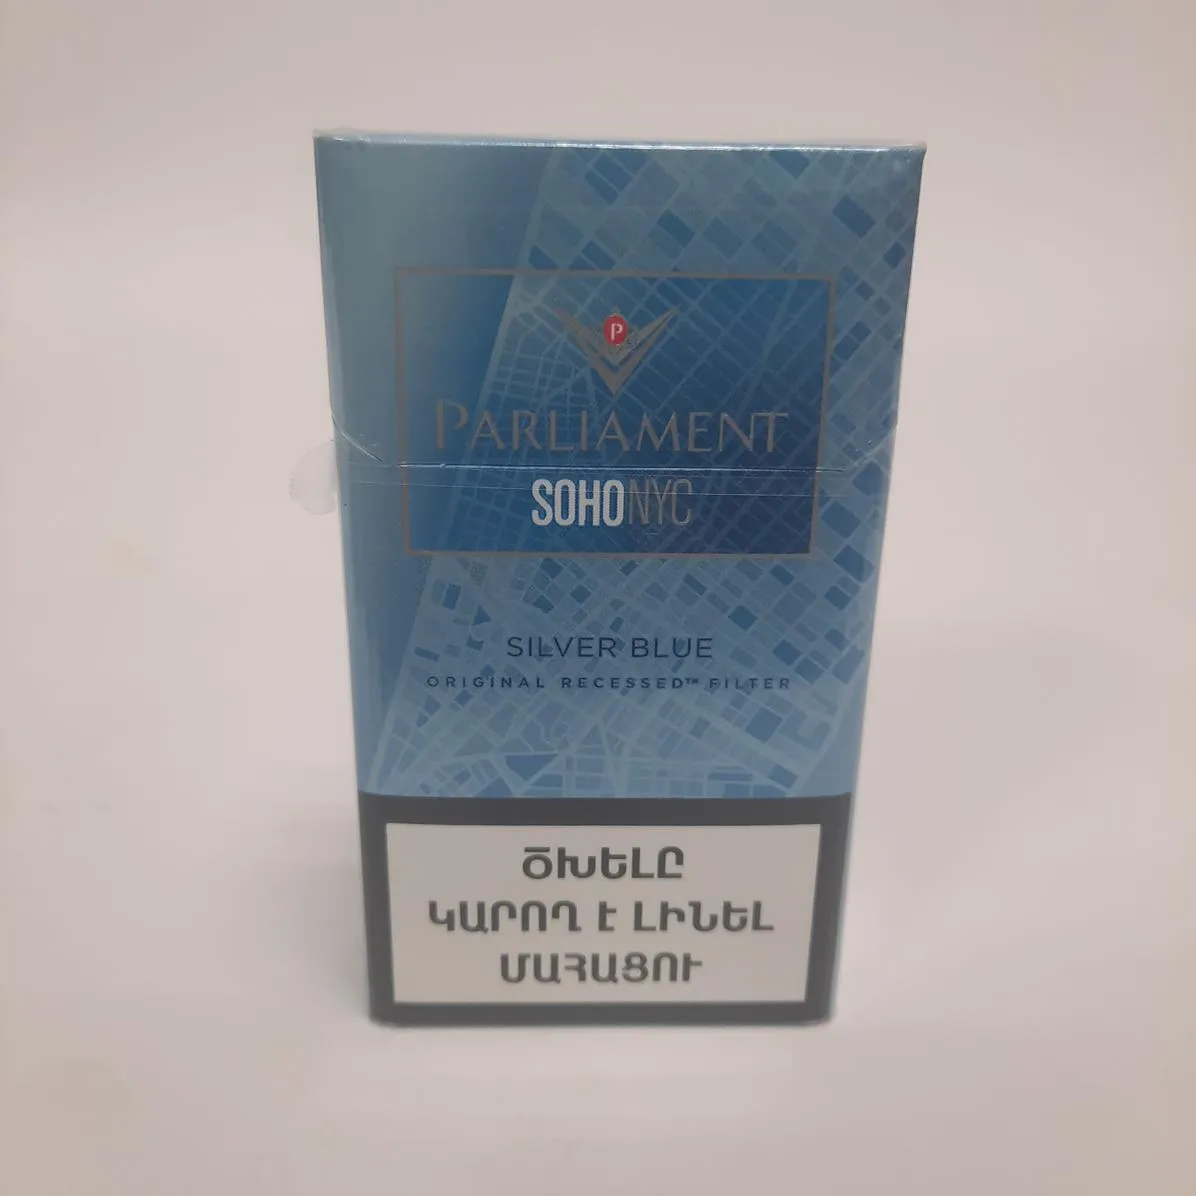 P
PARLIAMENT
SOHONYC
SILVER BLUE
ORIGINAL RECESSED™ FILTER
ԾԽԵԼԸ
ԿԱՐՈՂ Է ԼԻՆԵԼ
ՄԱՀԱՑՈՒ